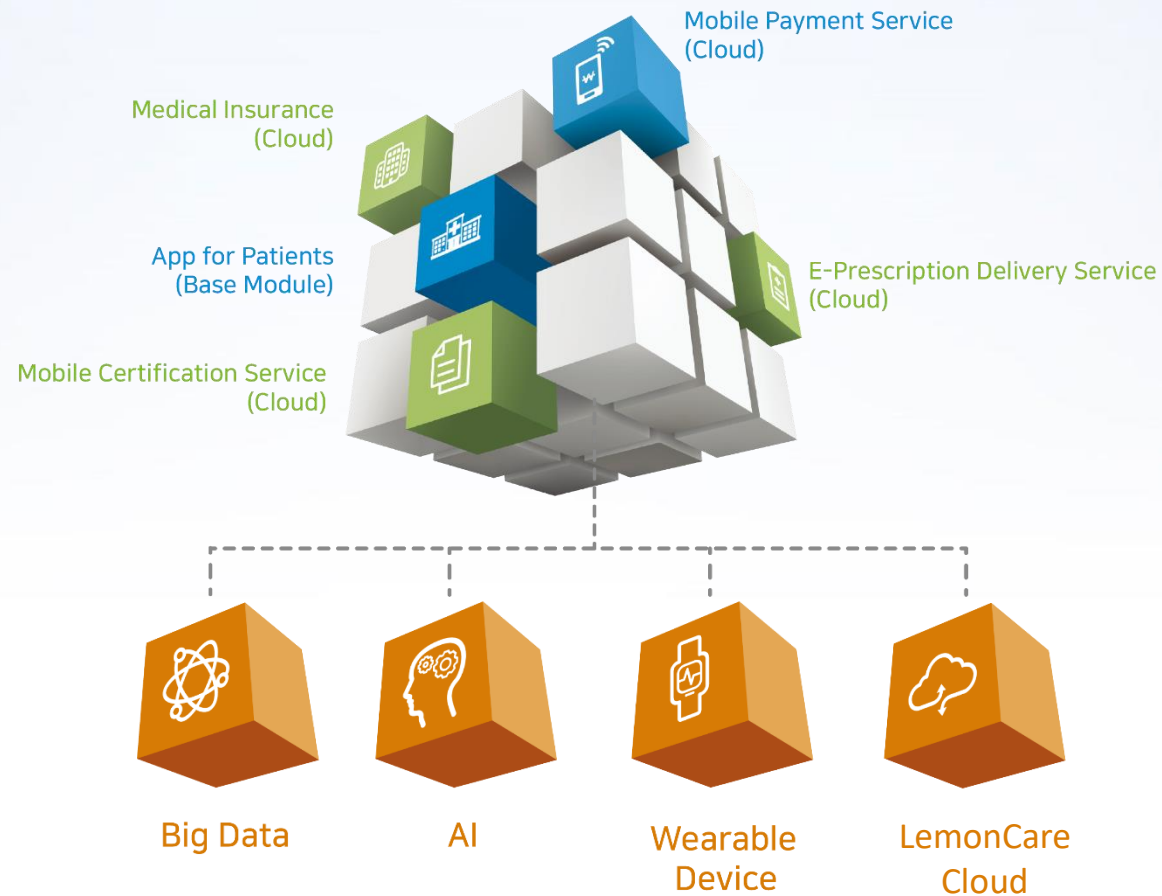 Mobile Payment Service
(Cloud)
₩
Medical Insurance
(Cloud)
App for Patients
(Base Module)
E-Prescription Delivery Service
(Cloud)
Mobile Certification Service
(Cloud)
Big Data
AI
Wearable
Device
LemonCare
Cloud